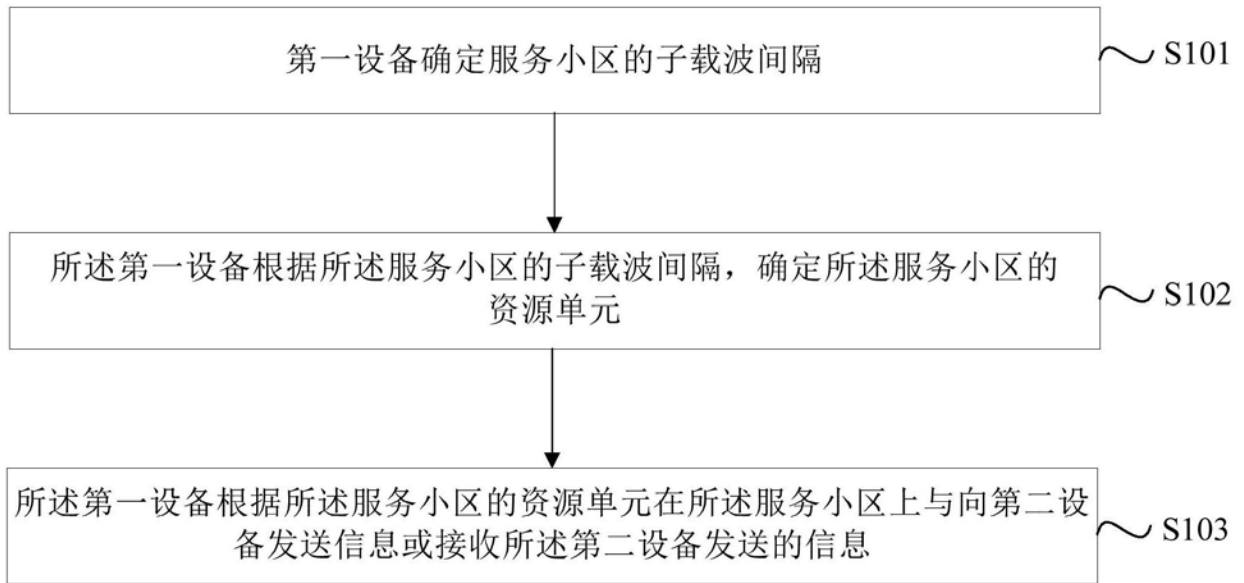 第一设备确定服务小区的子载波间隔
S101
所述第一设备根据所述服务小区的子载波间隔，确定所述服务小区的
资源单元
S102
所述第一设备根据所述服务小区的资源单元在所述服务小区上与向第二设
备发送信息或接收所述第二设备发送的信息
S103